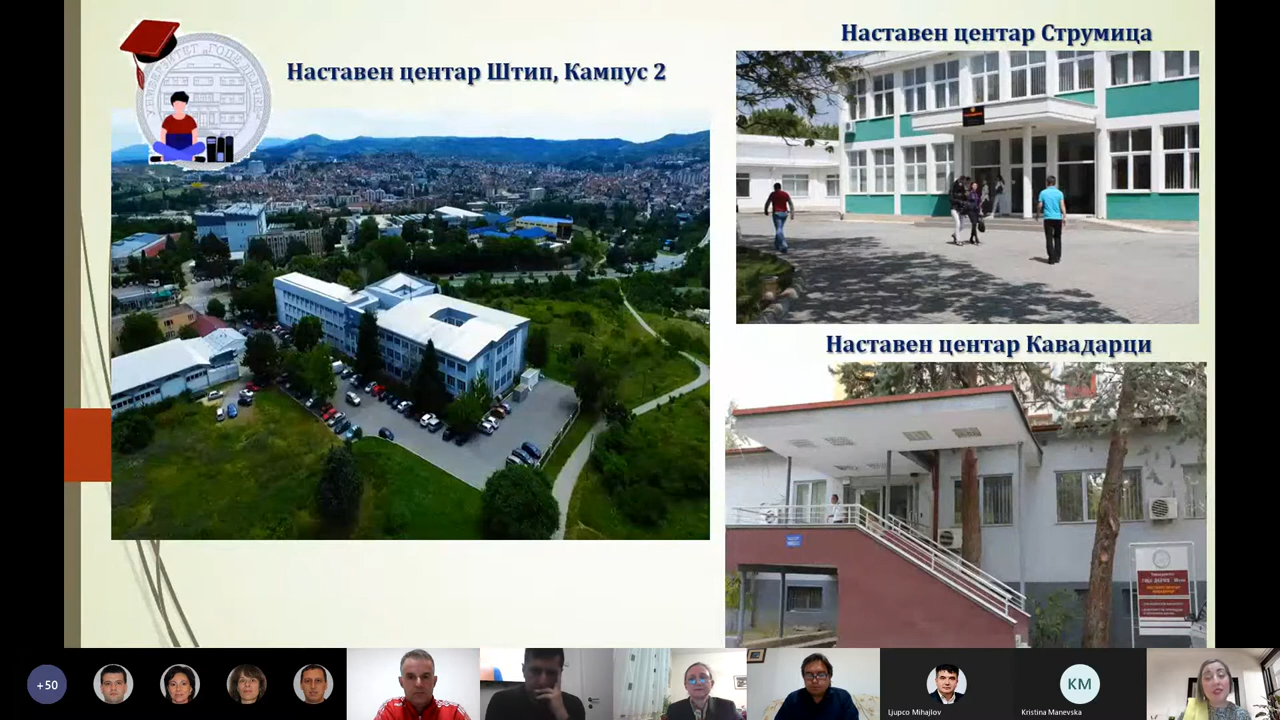 Наставен центар Штип, Кампус 2
Наставен центар Струмица
Наставен центар Кавадарци
+50
Ljupco Mihajlov
KM
Kristina Manevska